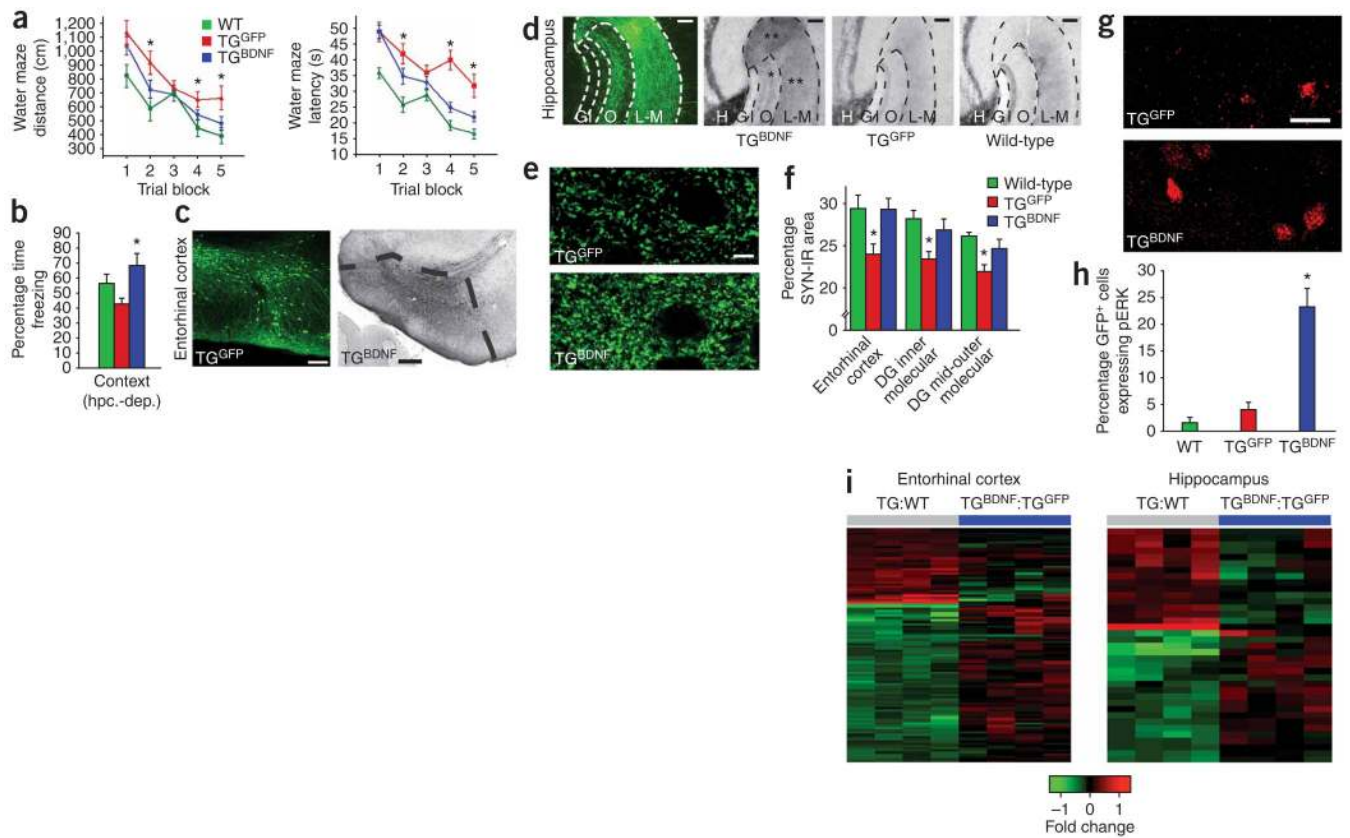 a
WT
TGGFP
TGBDNF
Water maze distance (cm)
1,100
1,000
900
800
700
600
500
400
300
1 2 3 4 5
Trial block
*
*
*
Water maze latency (s)
50
45
40
35
30
25
20
15
10
1 2 3 4 5
Trial block
*
*
*
b
Percentage time freezing
90
80
70
60
50
40
30
20
10
0
*
Context
(hpc.-dep.)
c
Entorhinal cortex
TGGFP
TGBDNF
d
Hippocampus
GI O L-M
**
*
**
H GI O L-M
H GI O L-M
H GI O L-M
TGBDNF
TGGFP
Wild-type
e
TGGFP
TGBDNF
f
Wild-type
TGGFP
TGBDNF
Percentage SYN-IR area
30
25
20
0
*
*
*
Entorhinal cortex
DG inner molecular
DG mid-outer molecular
g
TGGFP
TGBDNF
h
Percentage GFP+ cells expressing pERK
30
25
20
15
10
5
0
*
WT TGGFP TGBDNF
i
Entorhinal cortex
TG:WT TGBDNF:TGGFP
Hippocampus
TG:WT TGBDNF:TGGFP
–1 0 1
Fold change